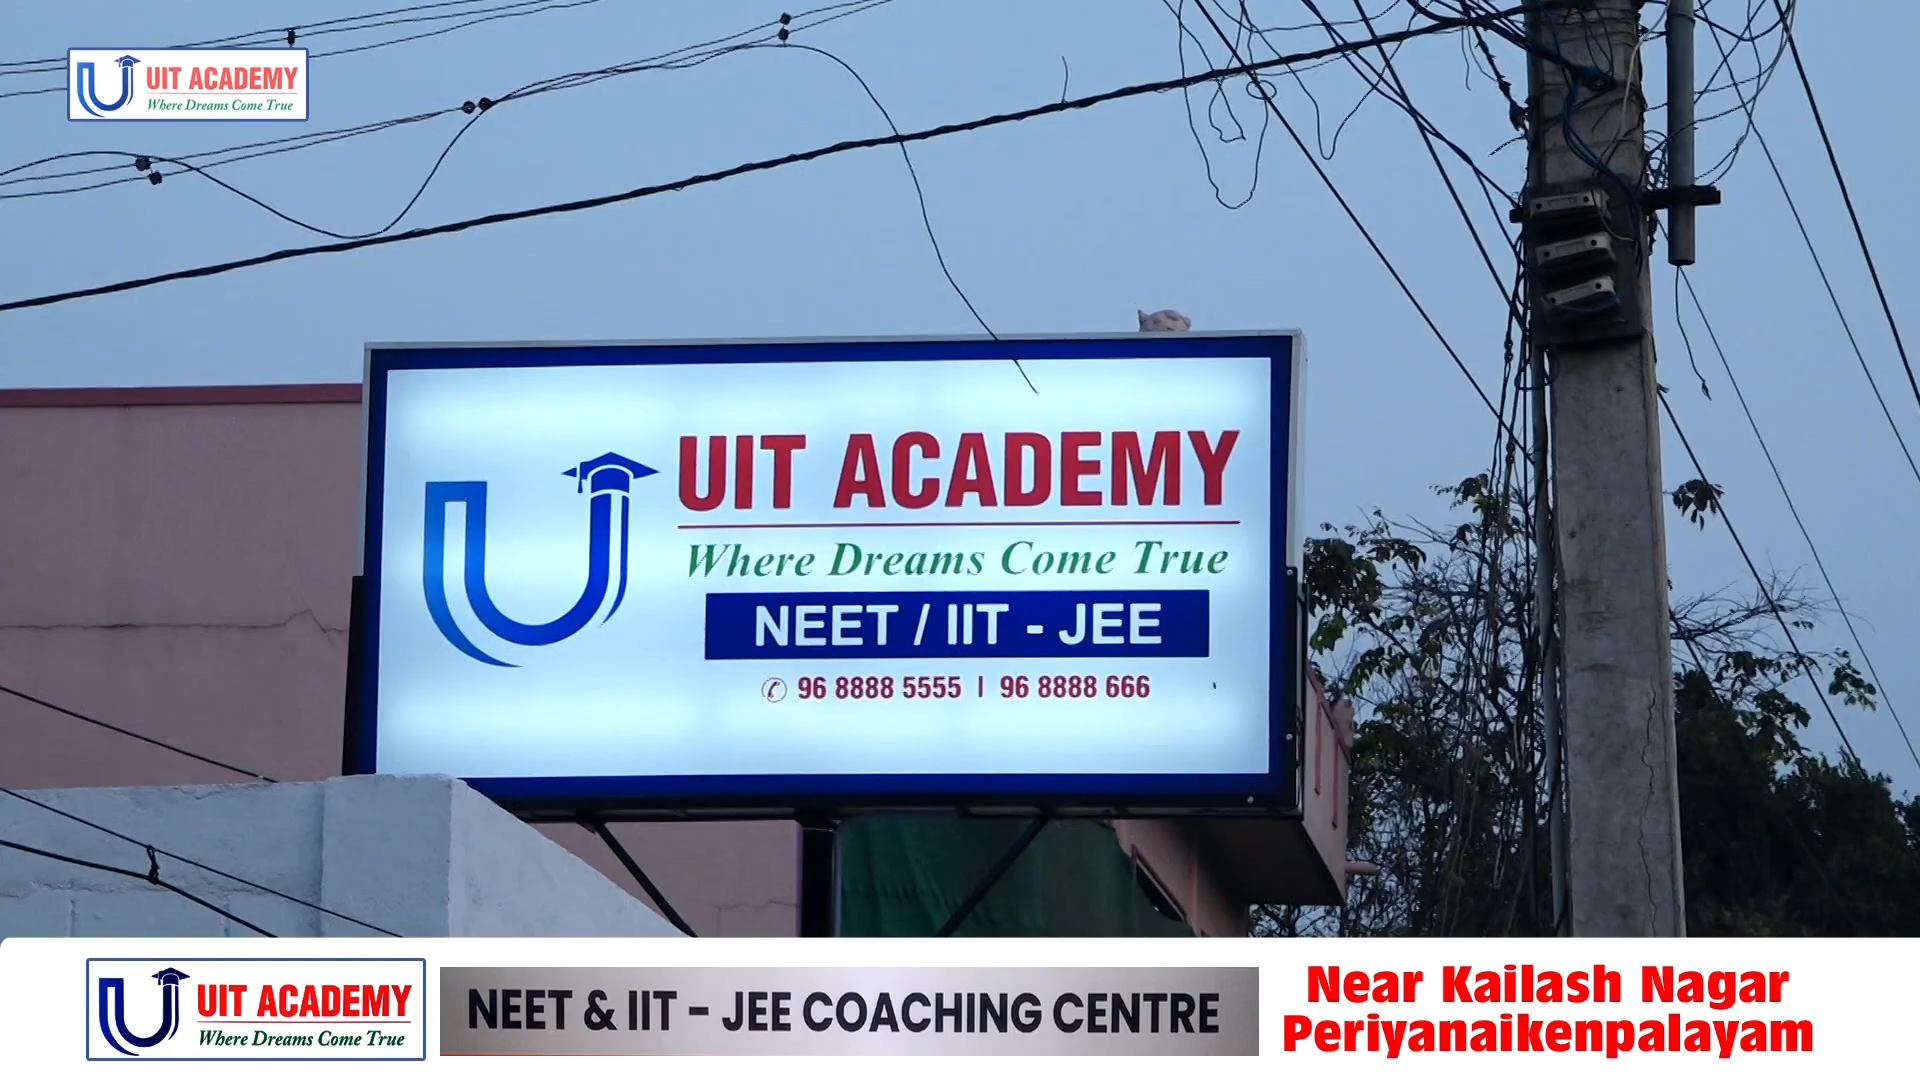 UIT ACADEMY
Where Dreams Come True
UIT ACADEMY
Where Dreams Come True
NEET / IIT - JEE
96 8888 5555 | 96 8888 666
UIT ACADEMY
Where Dreams Come True
NEET & IIT - JEE COACHING CENTRE
Near Kailash Nagar
Periyanaikenpalayam